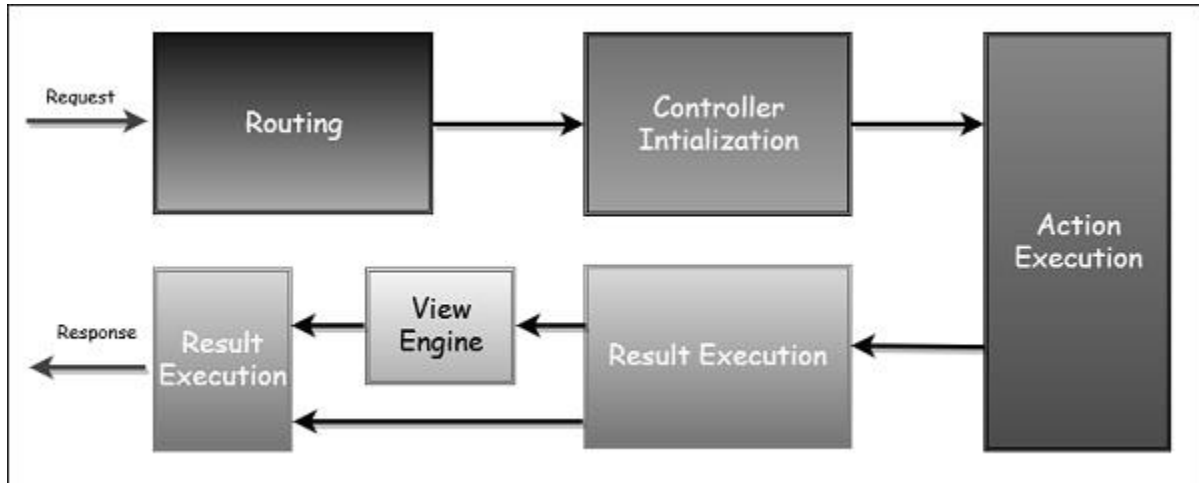 Request
Routing
Controller
Intialization
Action
Execution
Response
Result
Execution
View
Engine
Result Execution